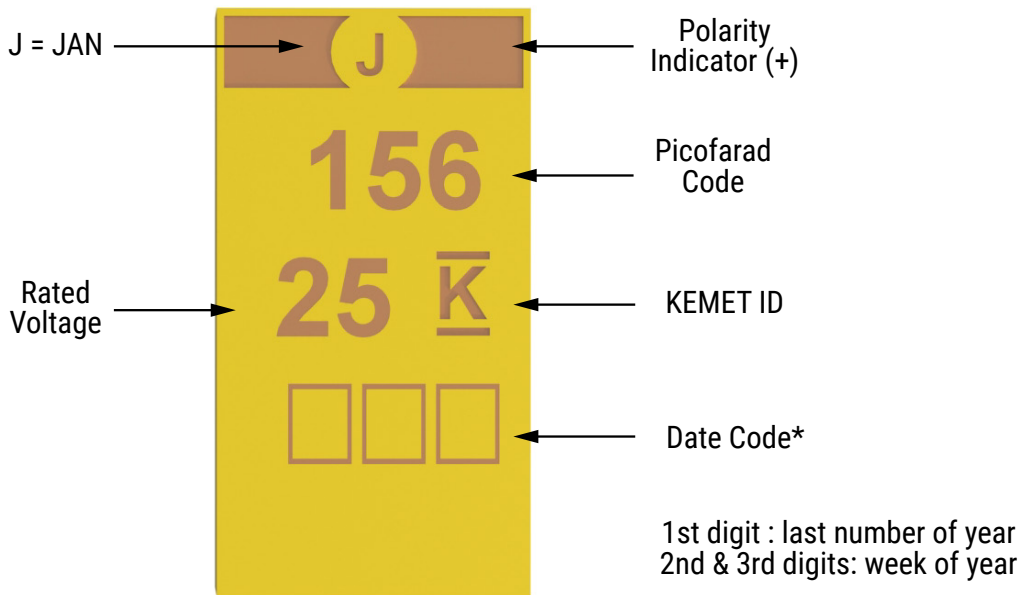 J = JAN
J
Polarity
Indicator (+)
156
Picofarad
Code
Rated
Voltage
25 K
KEMET ID
Date Code*
1st digit : last number of year
2nd & 3rd digits: week of year